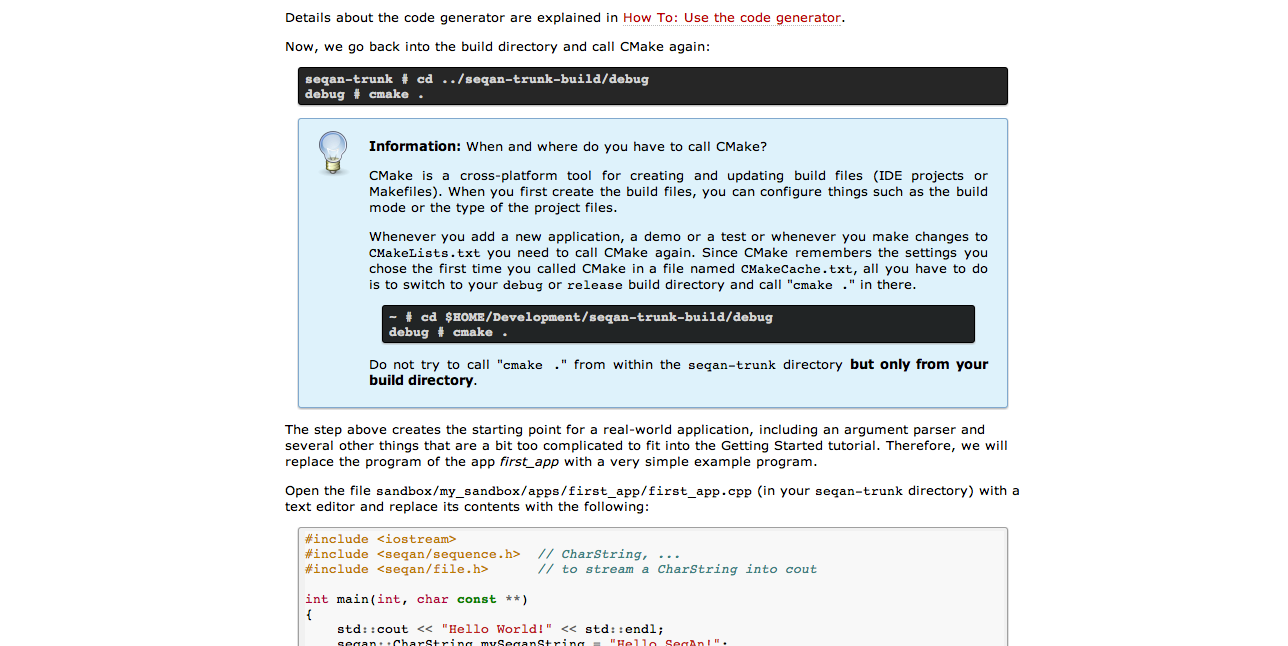 Details about the code generator are explained in How To: Use the code generator.
Now, we go back into the build directory and call CMake again:
seqan-trunk # cd ../seqan-trunk-build/debug
debug # cmake .
Information: When and where do you have to call CMake?
CMake is a cross-platform tool for creating and updating build files (IDE projects or
Makefiles). When you first create the build files, you can configure things such as the build
mode or the type of the project files.
Whenever you add a new application, a demo or a test or whenever you make changes to
CMakeLists.txt you need to call CMake again. Since CMake remembers the settings you
chose the first time you called CMake in a file named CMakeCache.txt, all you have to do
is to switch to your debug or release build directory and call "cmake ." in there.
~ # cd $HOME/Development/seqan-trunk-build/debug
debug # cmake .
Do not try to call "cmake ." from within the seqan-trunk directory but only from your
build directory.
The step above creates the starting point for a real-world application, including an argument parser and
several other things that are a bit too complicated to fit into the Getting Started tutorial. Therefore, we will
replace the program of the app first_app with a very simple example program.
Open the file sandbox/my_sandbox/apps/first_app/first_app.cpp (in your seqan-trunk directory) with a
text editor and replace its contents with the following:
#include <iostream>
#include <seqan/sequence.h>  // CharString, ...
#include <seqan/file.h>      // to stream a CharString into cout
int main(int, char const **)
{
    std::cout << "Hello World!" << std::endl;
    seqan::CharString mySeqanString = "Hello SeqAn!";